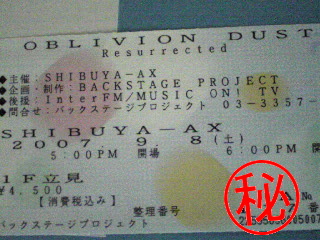 OBLIVION DUST
Resurrected
◆主催：SHIBUYA-AX
◆企画・制作：BACKSTAGE PROJECT
◆後援：InterFM/MUSIC ON! TV
◆問合せ：バックステージプロジェクト 03-3357-
SHIBUYA-AX
2007 9 8(土)
5:00PM 開場 6:00PM 開
1F立見
¥4,500
【消費税込み】
整理番号 番
バックステージプロジェクト
㊙